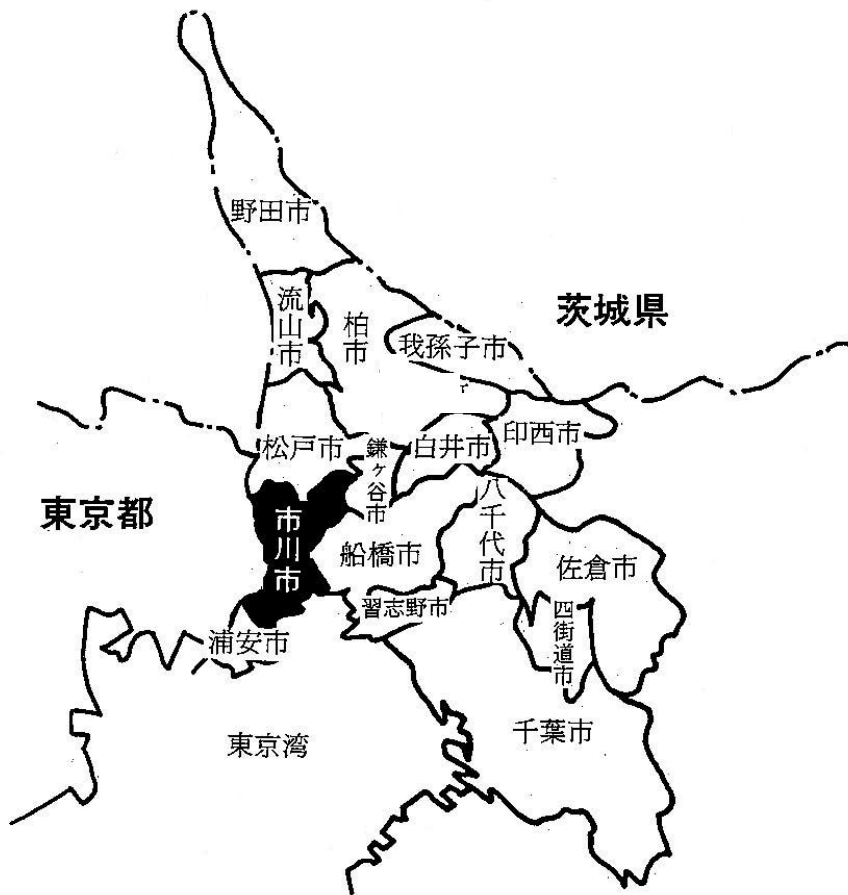 野田市
流山市
柏市
我孫子市
茨城県
松戸市
鎌ヶ谷市
白井市
印西市
東京都
市川市
船橋市
八千代市
佐倉市
習志野市
四街道市
浦安市
東京湾
千葉市